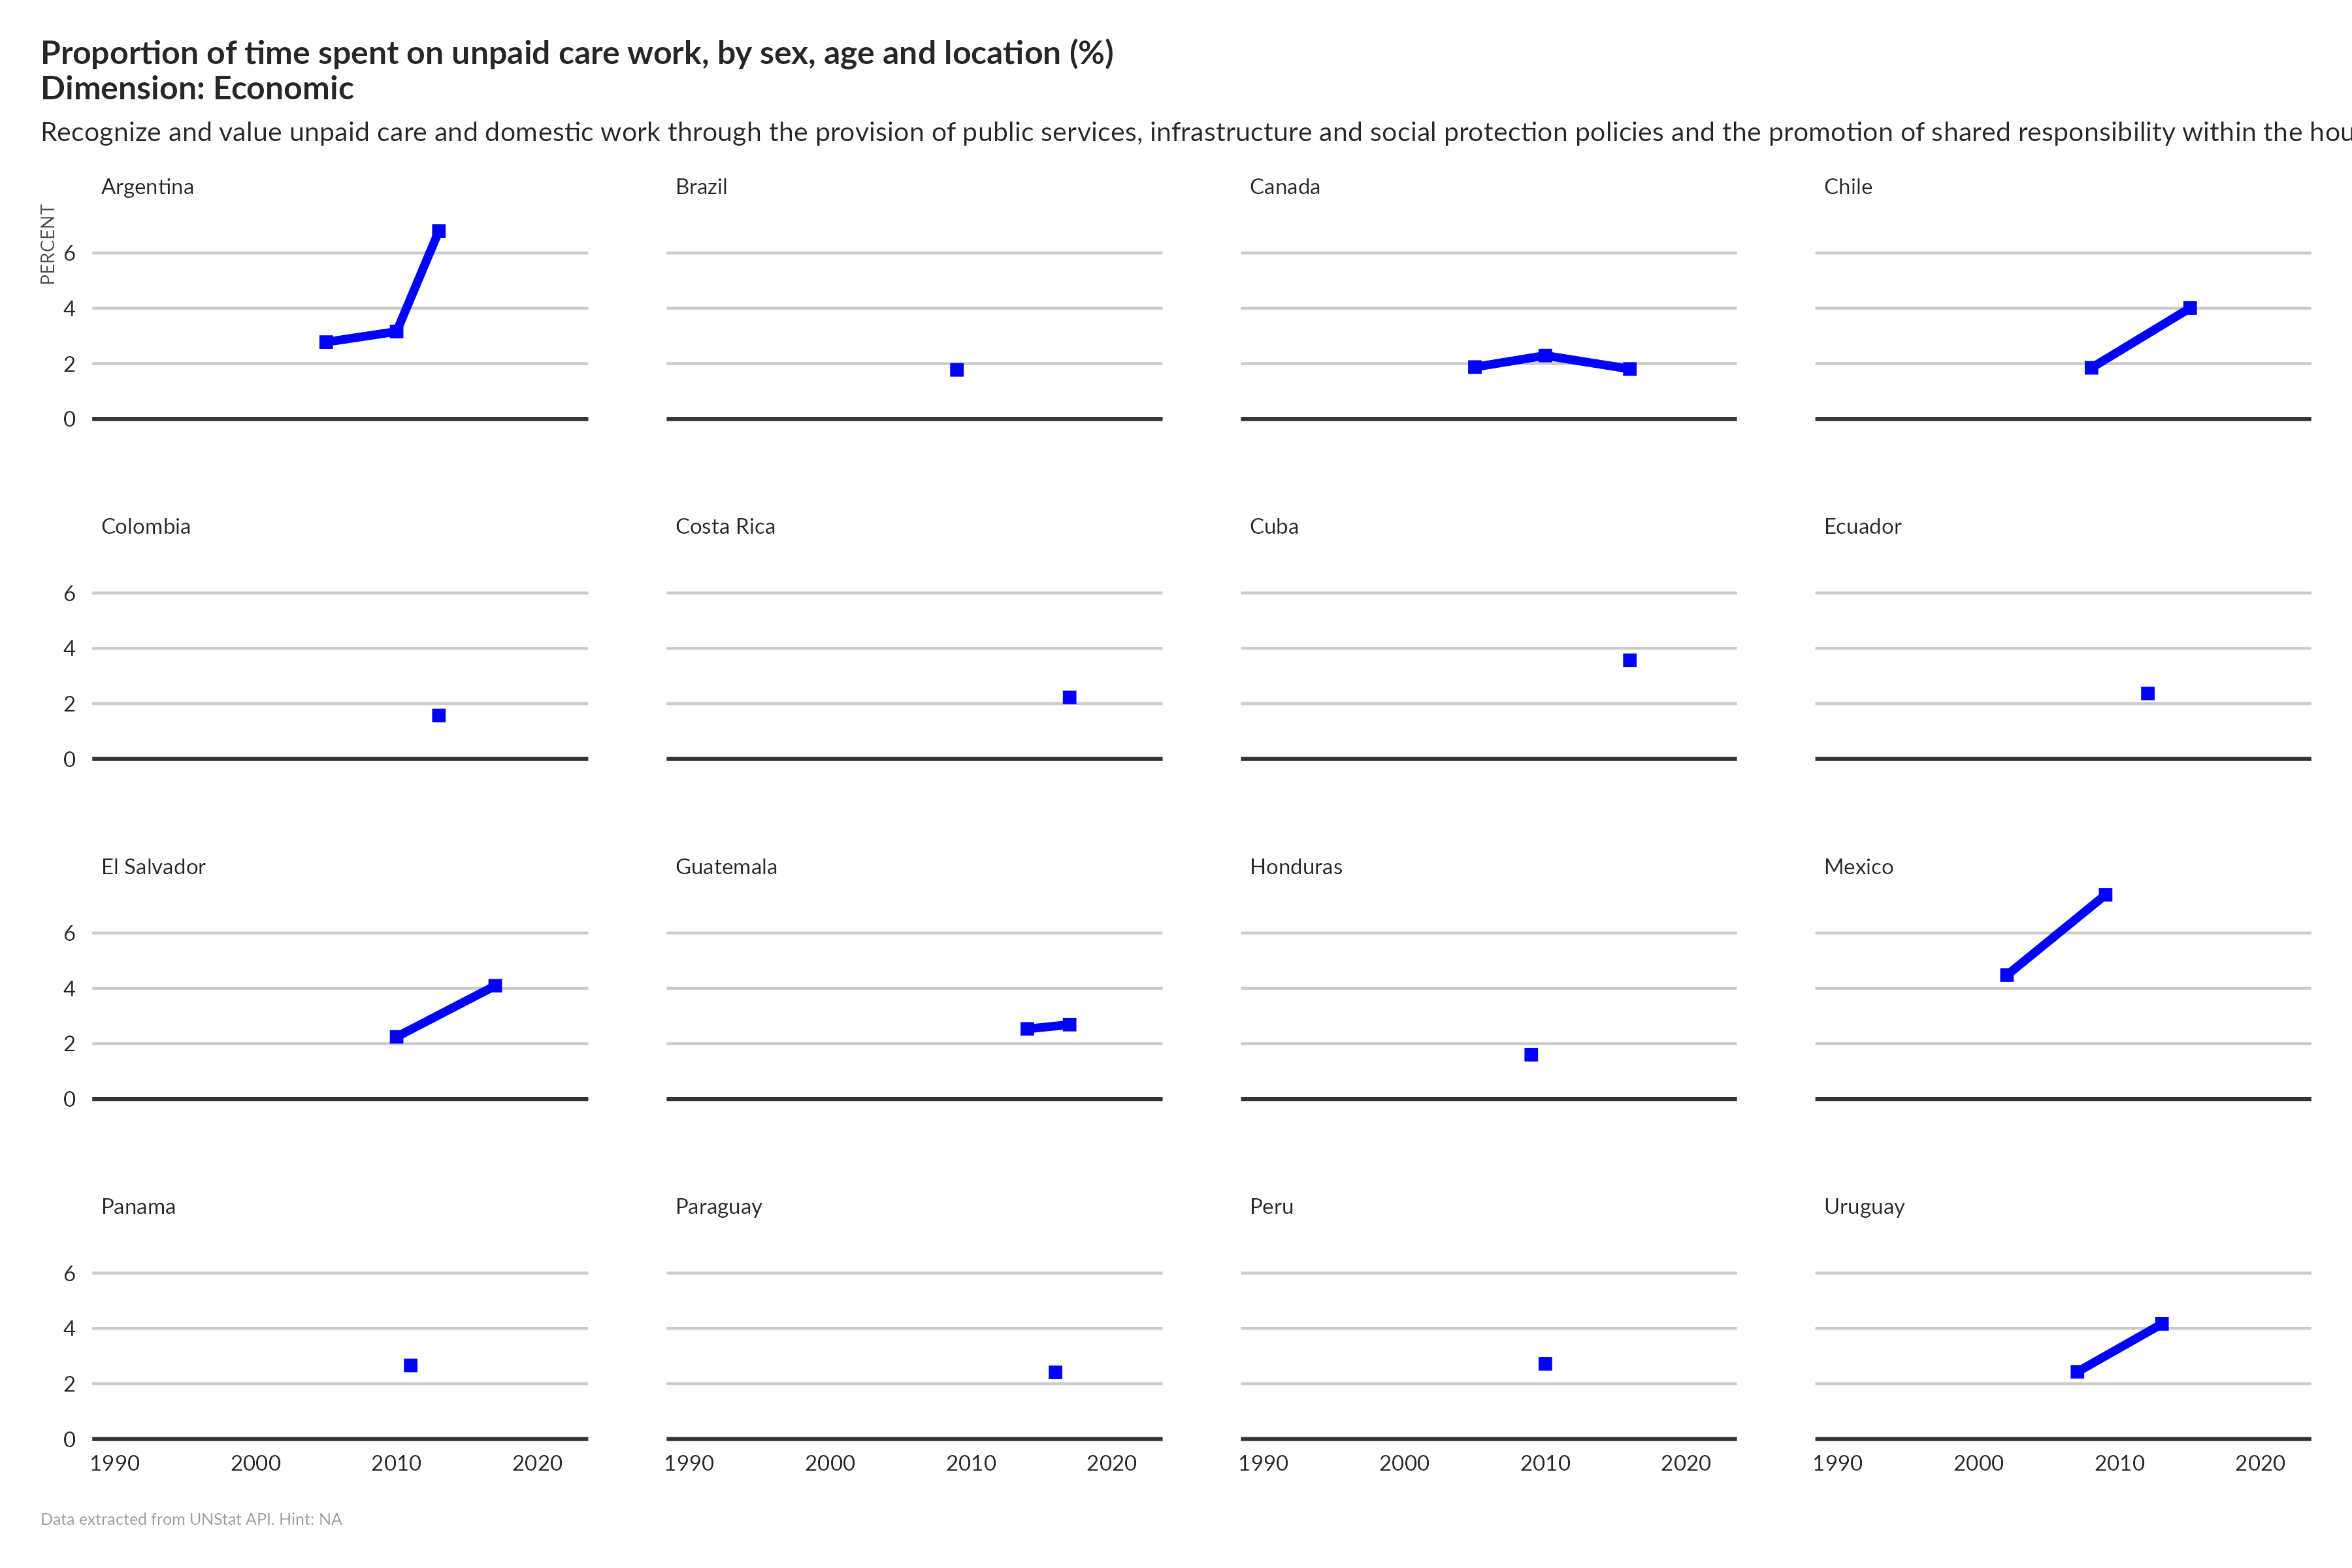 Proportion of time spent on unpaid care work, by sex, age and location (%)
Dimension: Economic
Recognize and value unpaid care and domestic work through the provision of public services, infrastructure and social protection policies and the promotion of shared responsibility within the hou
Argentina
Brazil
Canada
Chile
PERCENT
6
4
2
0
Colombia
Costa Rica
Cuba
Ecuador
6
4
2
0
El Salvador
Guatemala
Honduras
Mexico
6
4
2
0
Panama
Paraguay
Peru
Uruguay
6
4
2
0
1990 2000 2010 2020 1990 2000 2010 2020 1990 2000 2010 2020 1990 2000 2010 2020
Data extracted from UNStat API. Hint: NA